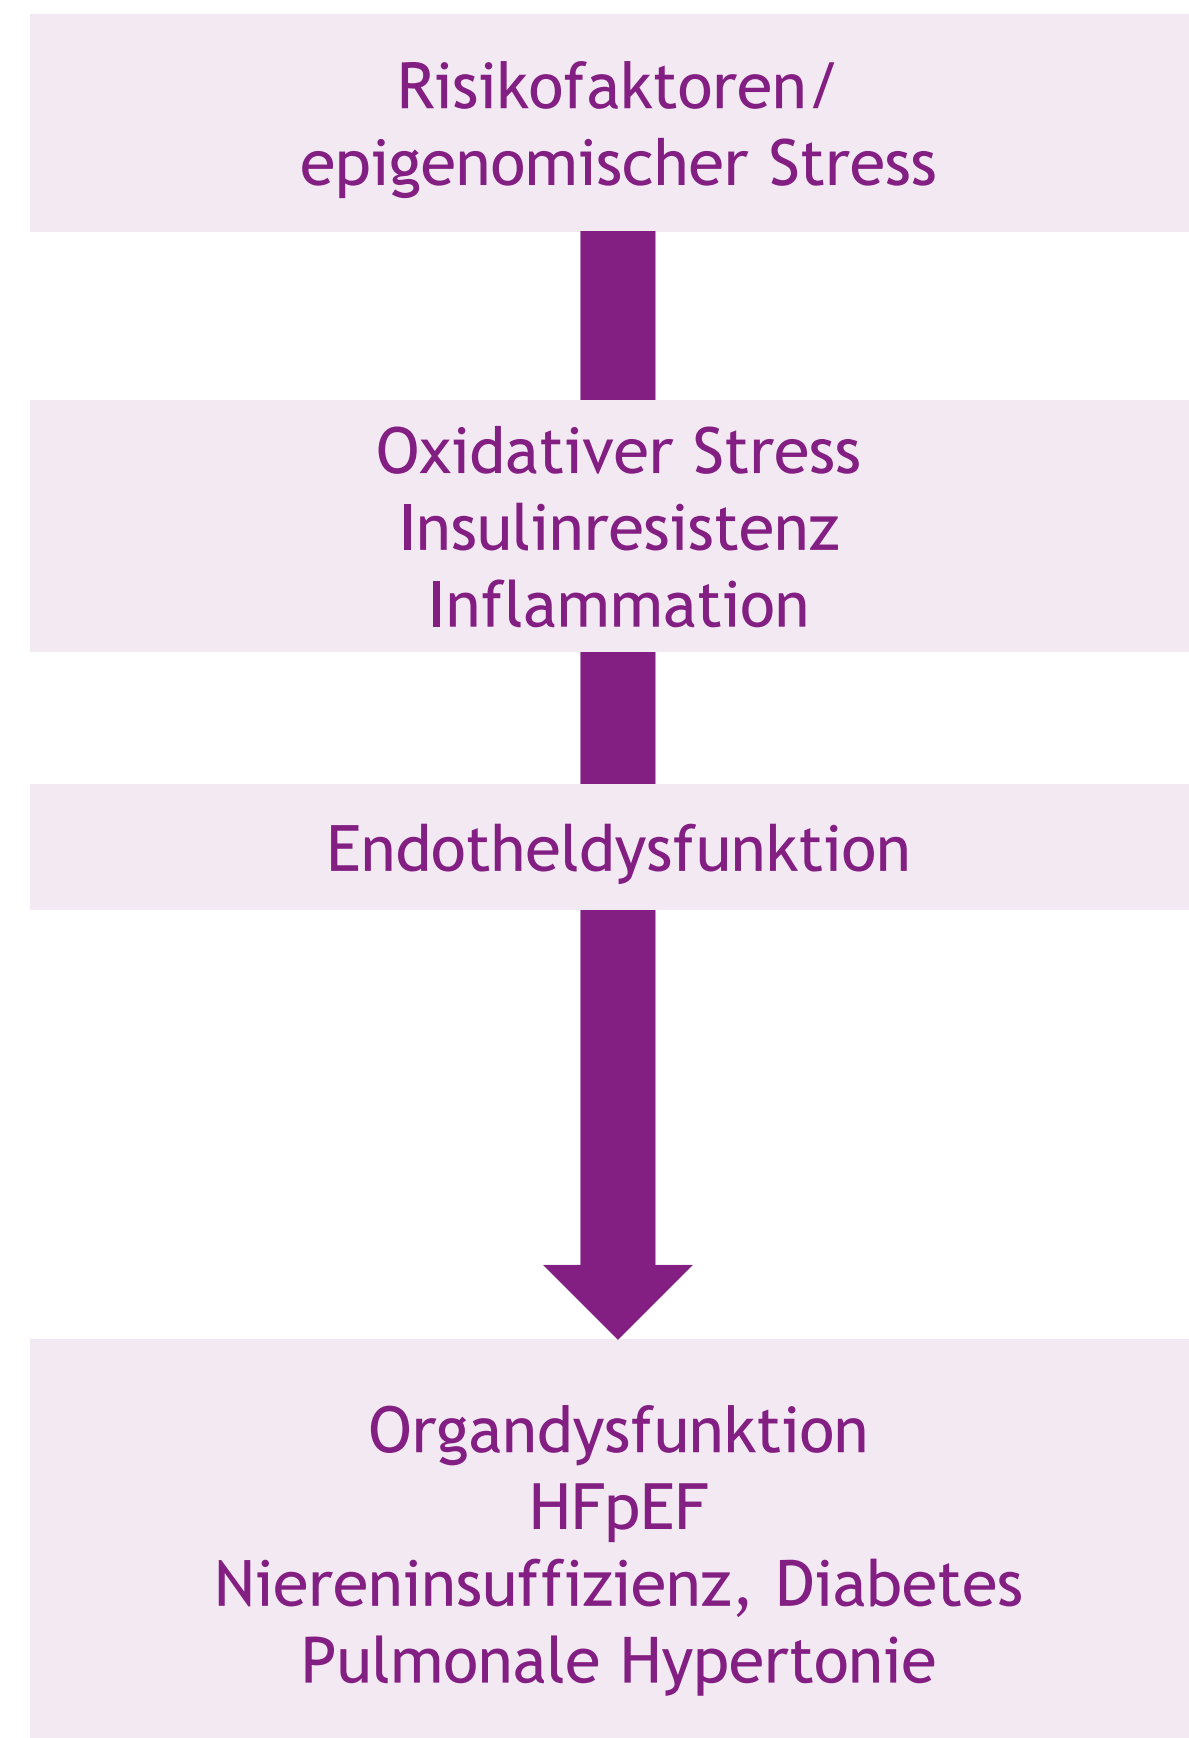 Risikofaktoren/
epigenomischer Stress
Oxidativer Stress
Insulinresistenz
Inflammation
Endotheldysfunktion
Organdysfunktion
HFpEF
Niereninsuffizienz, Diabetes
Pulmonale Hypertonie